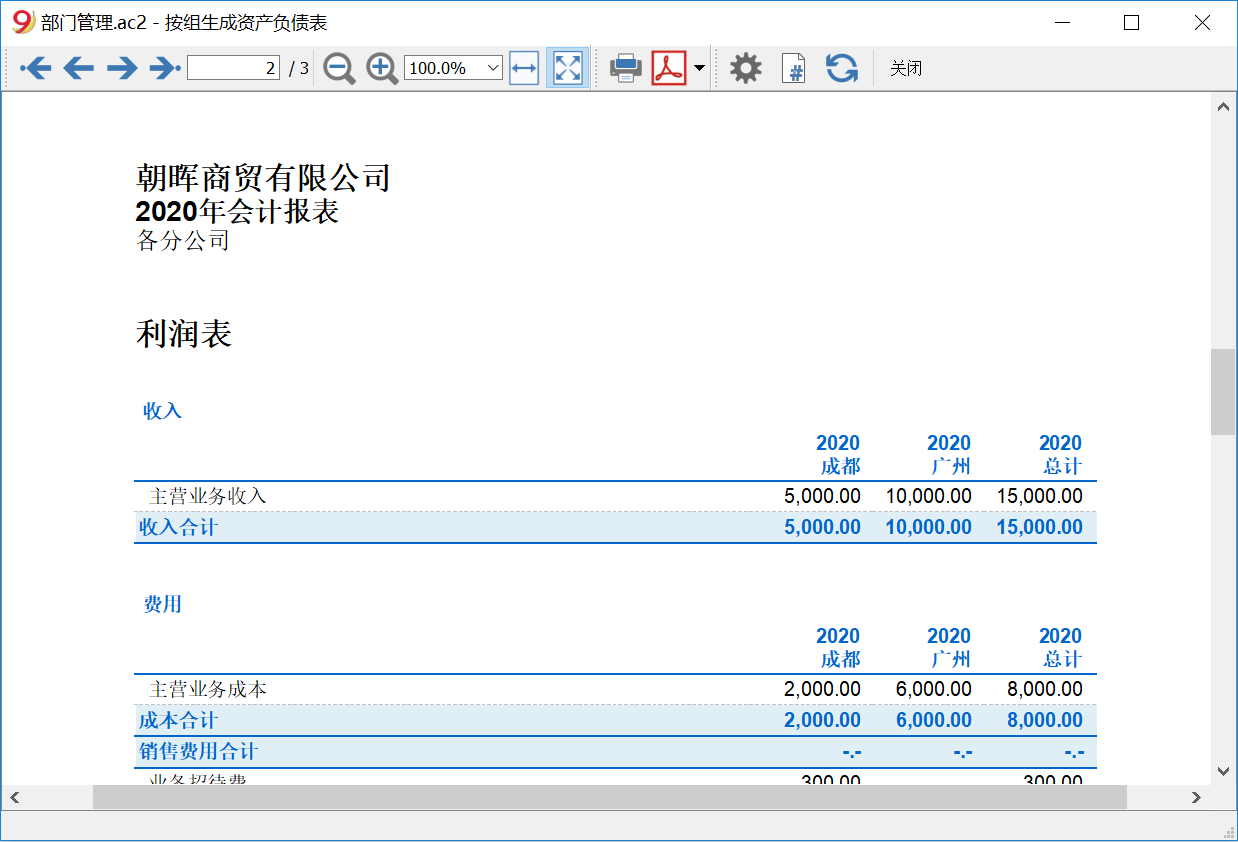 部门管理.ac2 - 按组生成资产负债表
2 / 3 100.0% 关闭
朝晖商贸有限公司
2020年会计报表
各分公司
利润表
收入
2020 2020 2020
成都 广州 总计
主营业务收入 5,000.00 10,000.00 15,000.00
收入合计 5,000.00 10,000.00 15,000.00
费用
2020 2020 2020
成都 广州 总计
主营业务成本 2,000.00 6,000.00 8,000.00
成本合计 2,000.00 6,000.00 8,000.00
销售费用合计 -.- -.- -.-
业务招待费 300.00 300.00